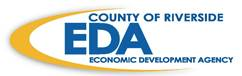 COUNTY OF RIVERSIDE
EDA
ECONOMIC DEVELOPMENT AGENCY